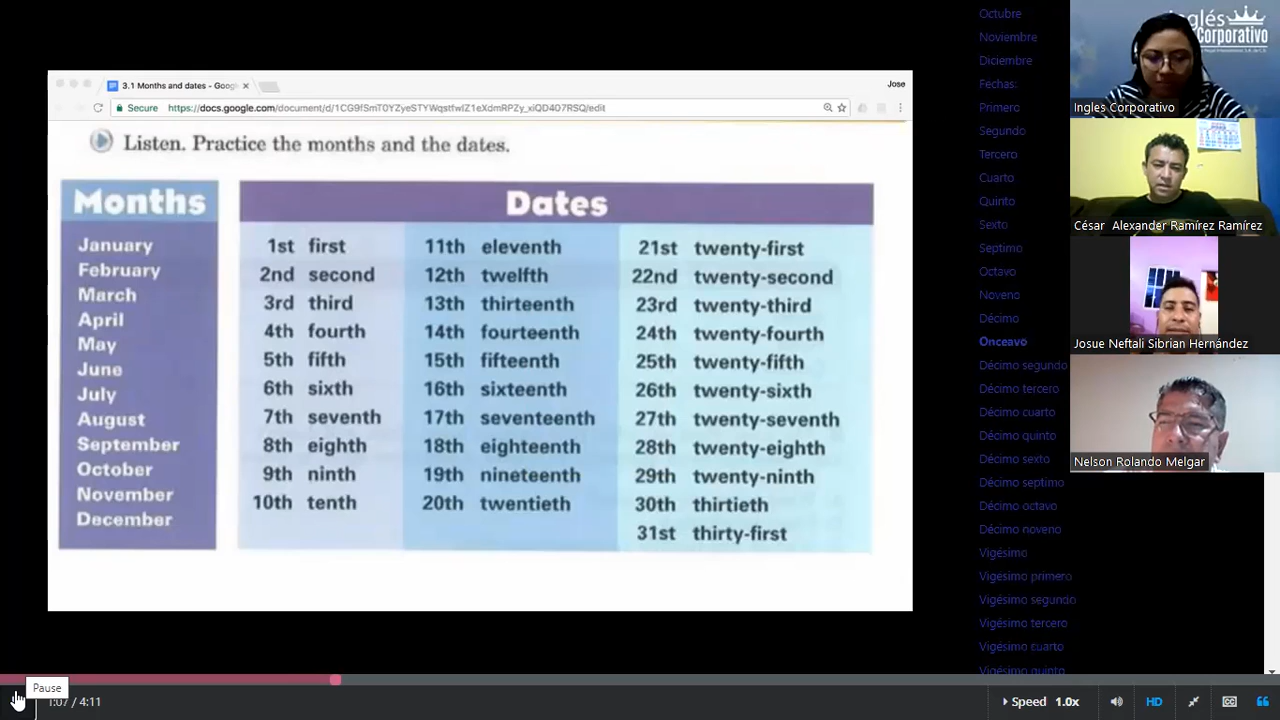 3.1 Months and dates - Goog
Jose
Secure https://docs.google.com/document/d/1CG9fSmT0YZyeSTYWqstfwIZ1eXdmRPZy_xiQD407RSQ/edit
Listen. Practice the months and the dates.
Months
January
February
March
April
May
June
July
August
September
October
November
December
Dates
1st first
2nd second
3rd third
4th fourth
5th fifth
6th sixth
7th seventh
8th eighth
9th ninth
10th tenth
11th eleventh
12th twelfth
13th thirteenth
14th fourteenth
15th fifteenth
16th sixteenth
17th seventeenth
18th eighteenth
19th nineteenth
20th twentieth
21st twenty-first
22nd twenty-second
23rd twenty-third
24th twenty-fourth
25th twenty-fifth
26th twenty-sixth
27th twenty-seventh
28th twenty-eighth
29th twenty-ninth
30th thirtieth
31st thirty-first
Octubre
Noviembre
Diciembre
Fechas:
Primero
Segundo
Tercero
Cuarto
Quinto
Sexto
Septimo
Octavo
Noveno
Décimo
Onceavo
Décimo segundo
Décimo tercero
Décimo cuarto
Décimo quinto
Décimo sexto
Décimo septimo
Décimo octavo
Décimo noveno
Vigésimo
Vigesimo primero
Vigésimo segundo
Vigésimo tercero
Vigésimo cuarto
Vigésimo quinto
Inglés
Corporativo
Ingles Corporativo
César Alexander Ramírez Ramírez
Josue Neftali Sibrian Hernández
Nelson Rolando Melgar
Pause
1:07 / 4:11
Speed 1.0x
HD
CC